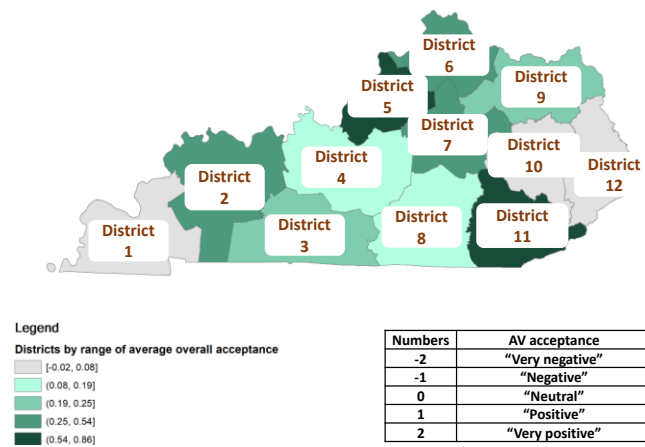 District
6
District
5
District
9
District
7
District
4
District
10
District
12
District
2
District
11
District
8
District
3
District
1
Legend
Districts by range of average overall acceptance
[-0.02, 0.08]
(0.08, 0.19]
(0.19, 0.25]
(0.25, 0.54]
(0.54, 0.86]
Numbers AV acceptance
-2 “Very negative”
-1 “Negative”
0 “Neutral”
1 “Positive”
2 “Very positive”